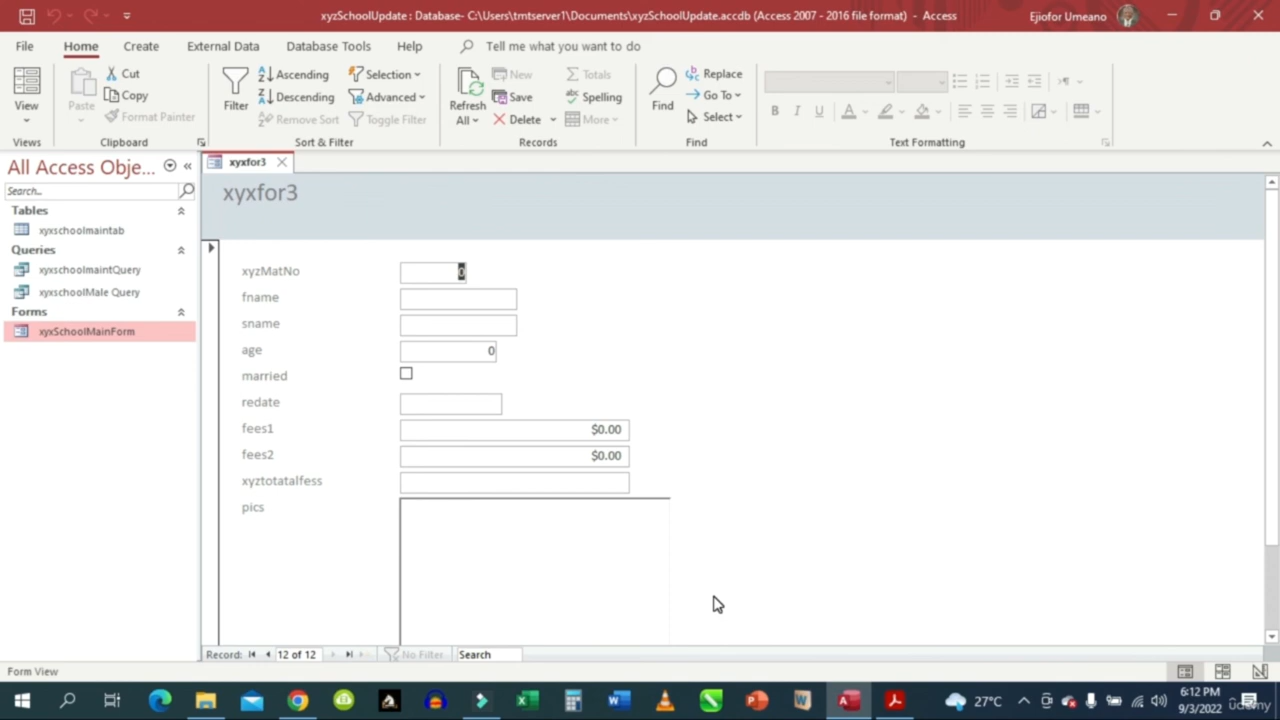 xyzSchoolUpdate : Database- C:\Users\tmtserver1\Documents\xyzSchoolUpdate.accdb (Access 2007 - 2016 file format) - Access
Ejiofor Umeano
File Home Create External Data Database Tools Help Tell me what you want to do
View
Views
Paste
Cut
Copy
Format Painter
Clipboard
Filter
Ascending
Descending
Remove Sort
Selection
Advanced
Toggle Filter
Sort & Filter
Refresh All
New
Save
Delete
Totals
Spelling
More
Records
Find
Replace
Go To
Select
Find
B I U A
Text Formatting
All Access Obje...
Search...
Tables
xyxschoolmaintab
Queries
xyxschoolmaintQuery
xyxschoolMale Query
Forms
xyxSchoolMainForm
xyxfor3
xyxfor3
xyzMatNo 0
fname
sname
age 0
married
redate
fees1 $0.00
fees2 $0.00
xyztotatalfess
pics
Record: 12 of 12 No Filter Search
Form View
27°C
6:12 PM
9/3/2022
udemy